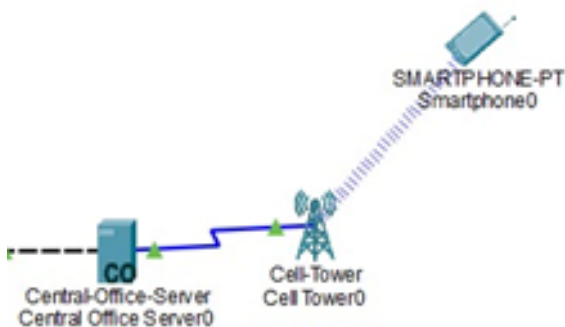 SMARTPHONE-PT
Smartphone0
CO
Central-Office-Server
Central Office Server0
Cell-Tower
Cell Tower0